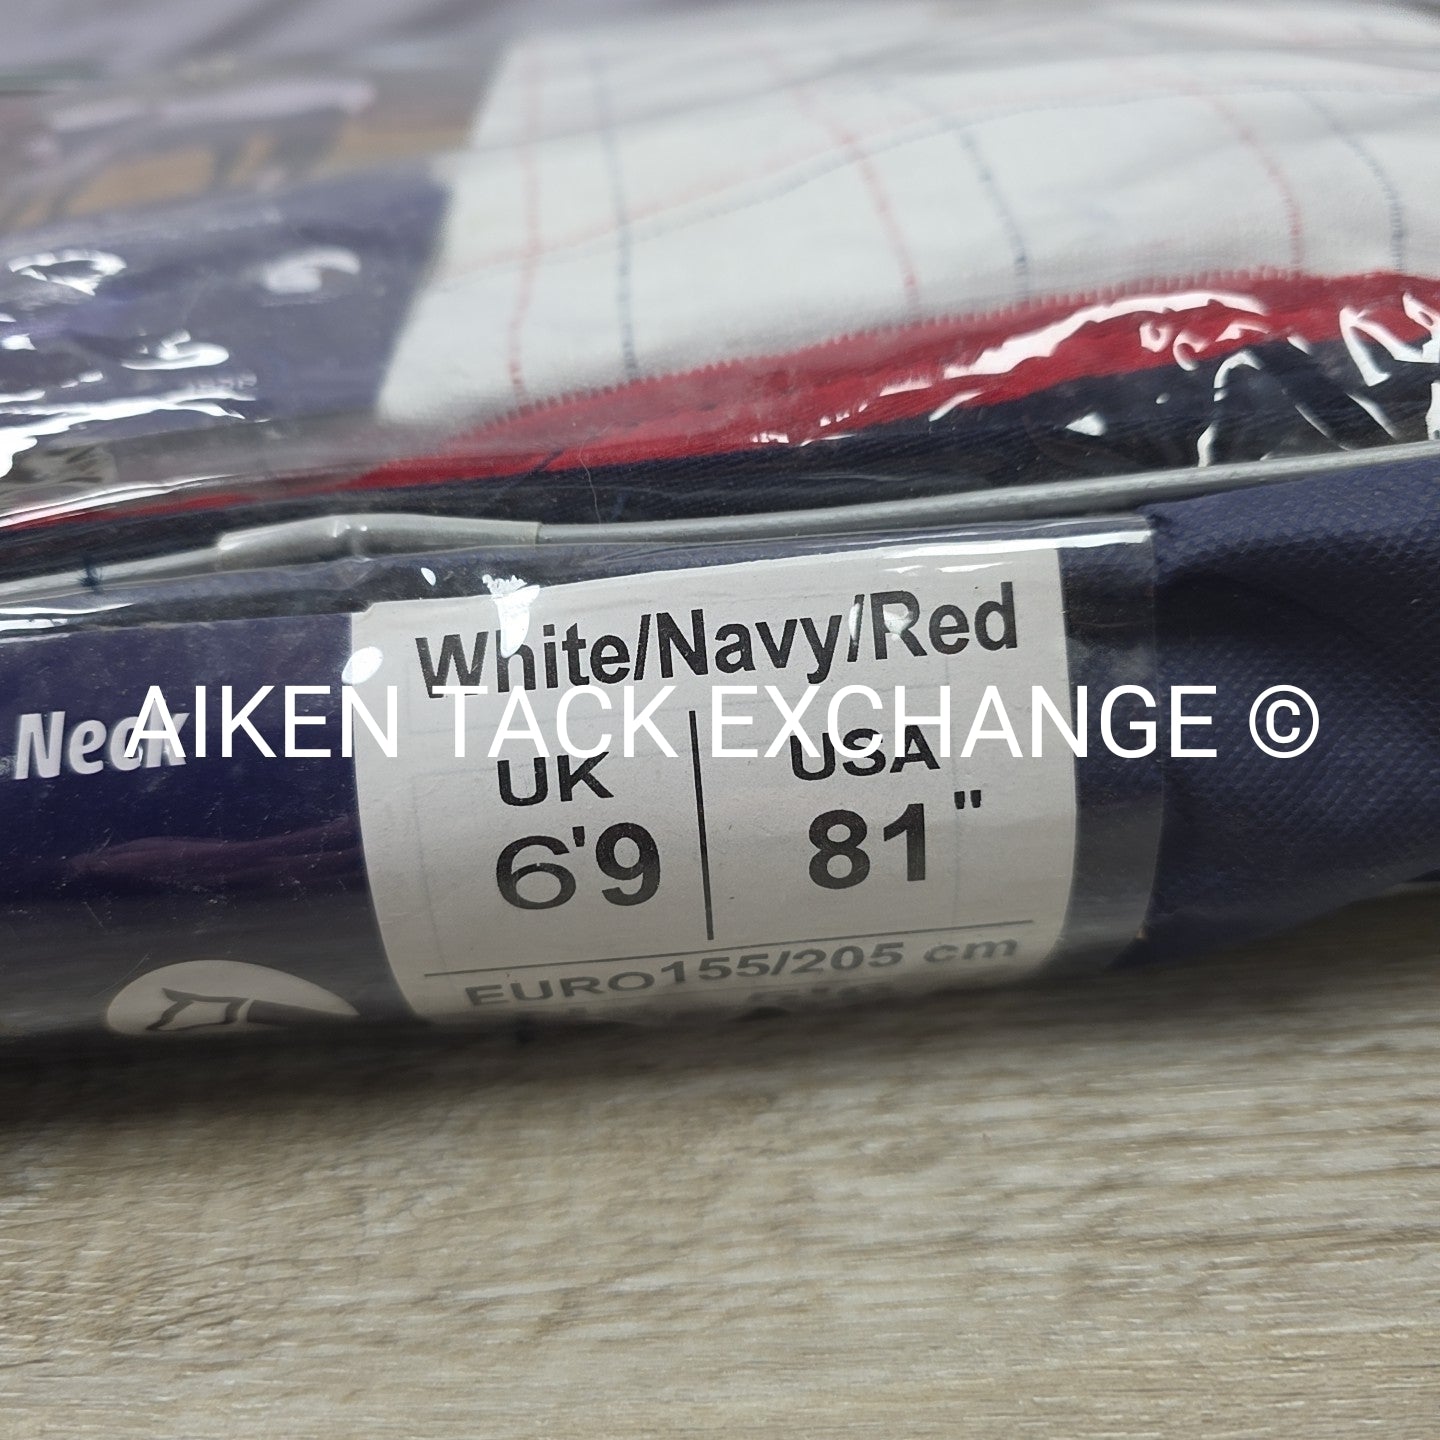 White/Navy/Red
Neck
AIKEN TACK EXCHANGE ©
UK
USA
6'9
81"
EURO155/205 cm